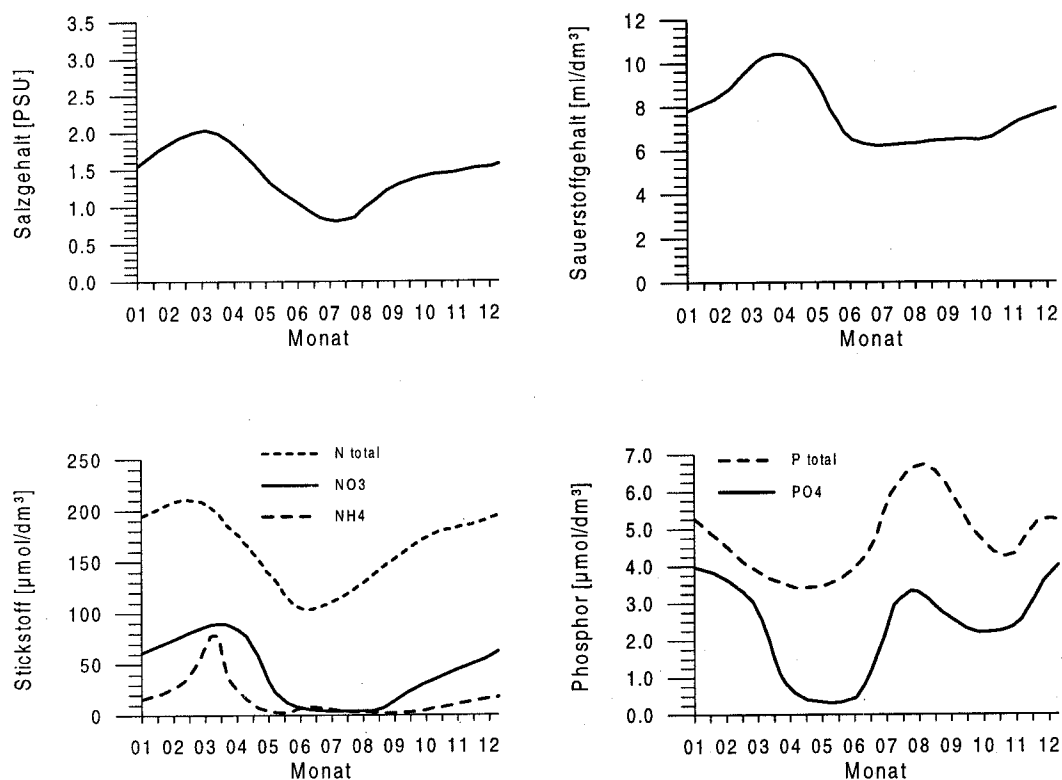 3.5
3.0
2.5
2.0
1.5
1.0
0.5
0.0
Salzgehalt [PSU]
01 02 03 04 05 06 07 08 09 10 11 12
Monat
12
10
8
6
4
2
0
Sauerstoffgehalt [ml/dm³]
01 02 03 04 05 06 07 08 09 10 11 12
Monat
N total
NO3
NH4
250
200
150
100
50
0
Stickstoff [µmol/dm³]
01 02 03 04 05 06 07 08 09 10 11 12
Monat
P total
PO4
7.0
6.0
5.0
4.0
3.0
2.0
1.0
0.0
Phosphor [µmol/dm³]
01 02 03 04 05 06 07 08 09 10 11 12
Monat